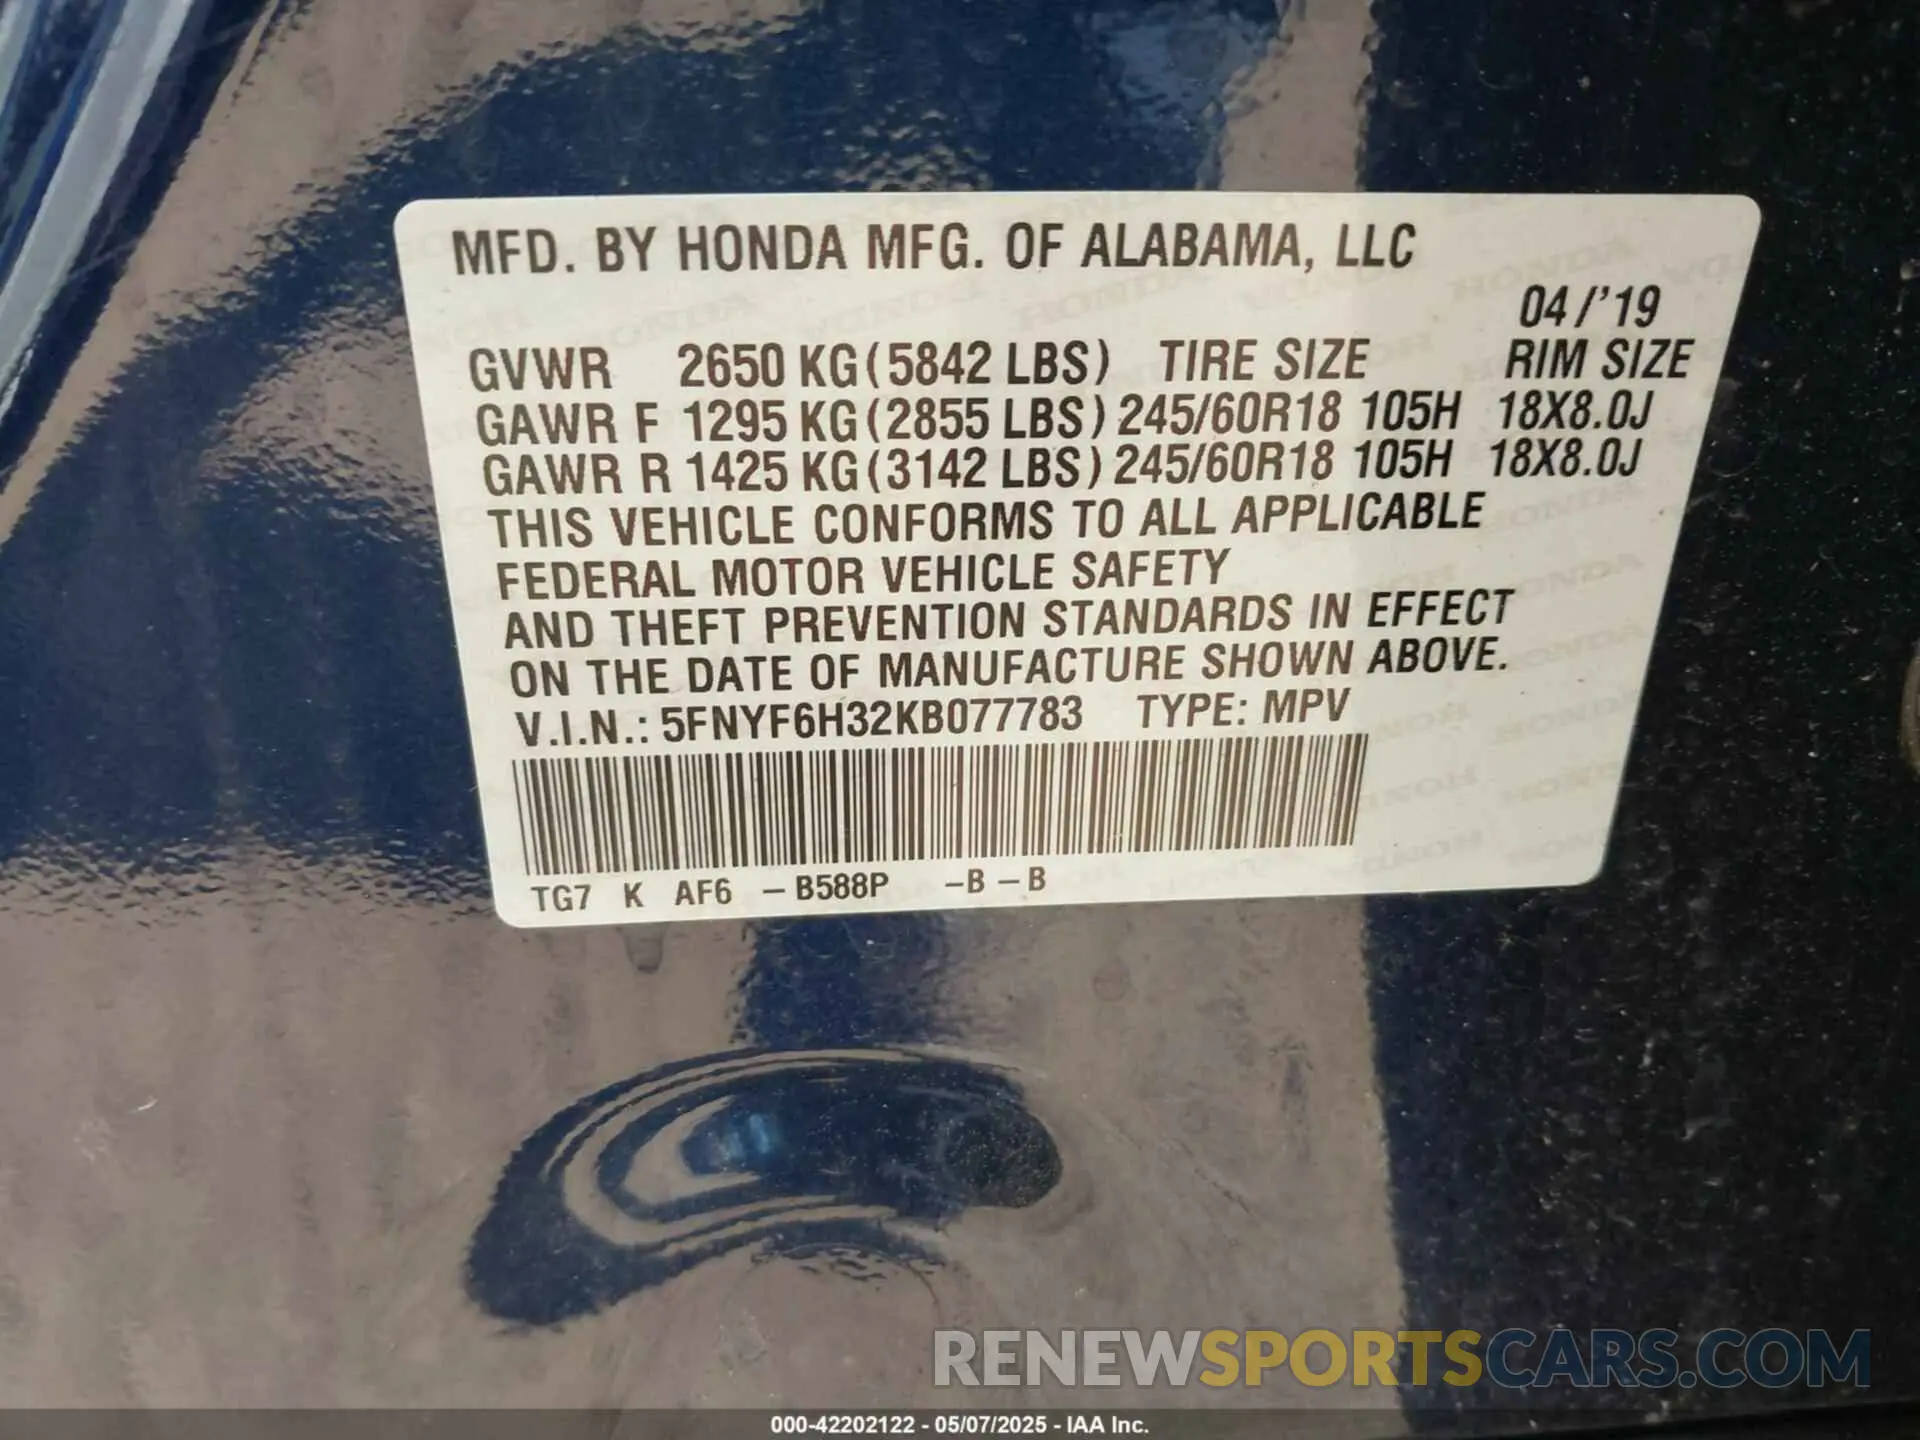 MFD. BY HONDA MFG. OF ALABAMA, LLC
04/'19
GVWR 2650 KG (5842 LBS) TIRE SIZE RIM SIZE
GAWR F 1295 KG (2855 LBS) 245/60R18 105H 18X8.0J
GAWR R 1425 KG (3142 LBS) 245/60R18 105H 18X8.0J
THIS VEHICLE CONFORMS TO ALL APPLICABLE
FEDERAL MOTOR VEHICLE SAFETY
AND THEFT PREVENTION STANDARDS IN EFFECT
ON THE DATE OF MANUFACTURE SHOWN ABOVE.
V.I.N.: 5FNYF6H32KB077783 TYPE: MPV
TG7 K AF6 – B588P – B – B
RENEWSPORTSCARS.COM
000-42202122 - 05/07/2025 - IAA Inc.